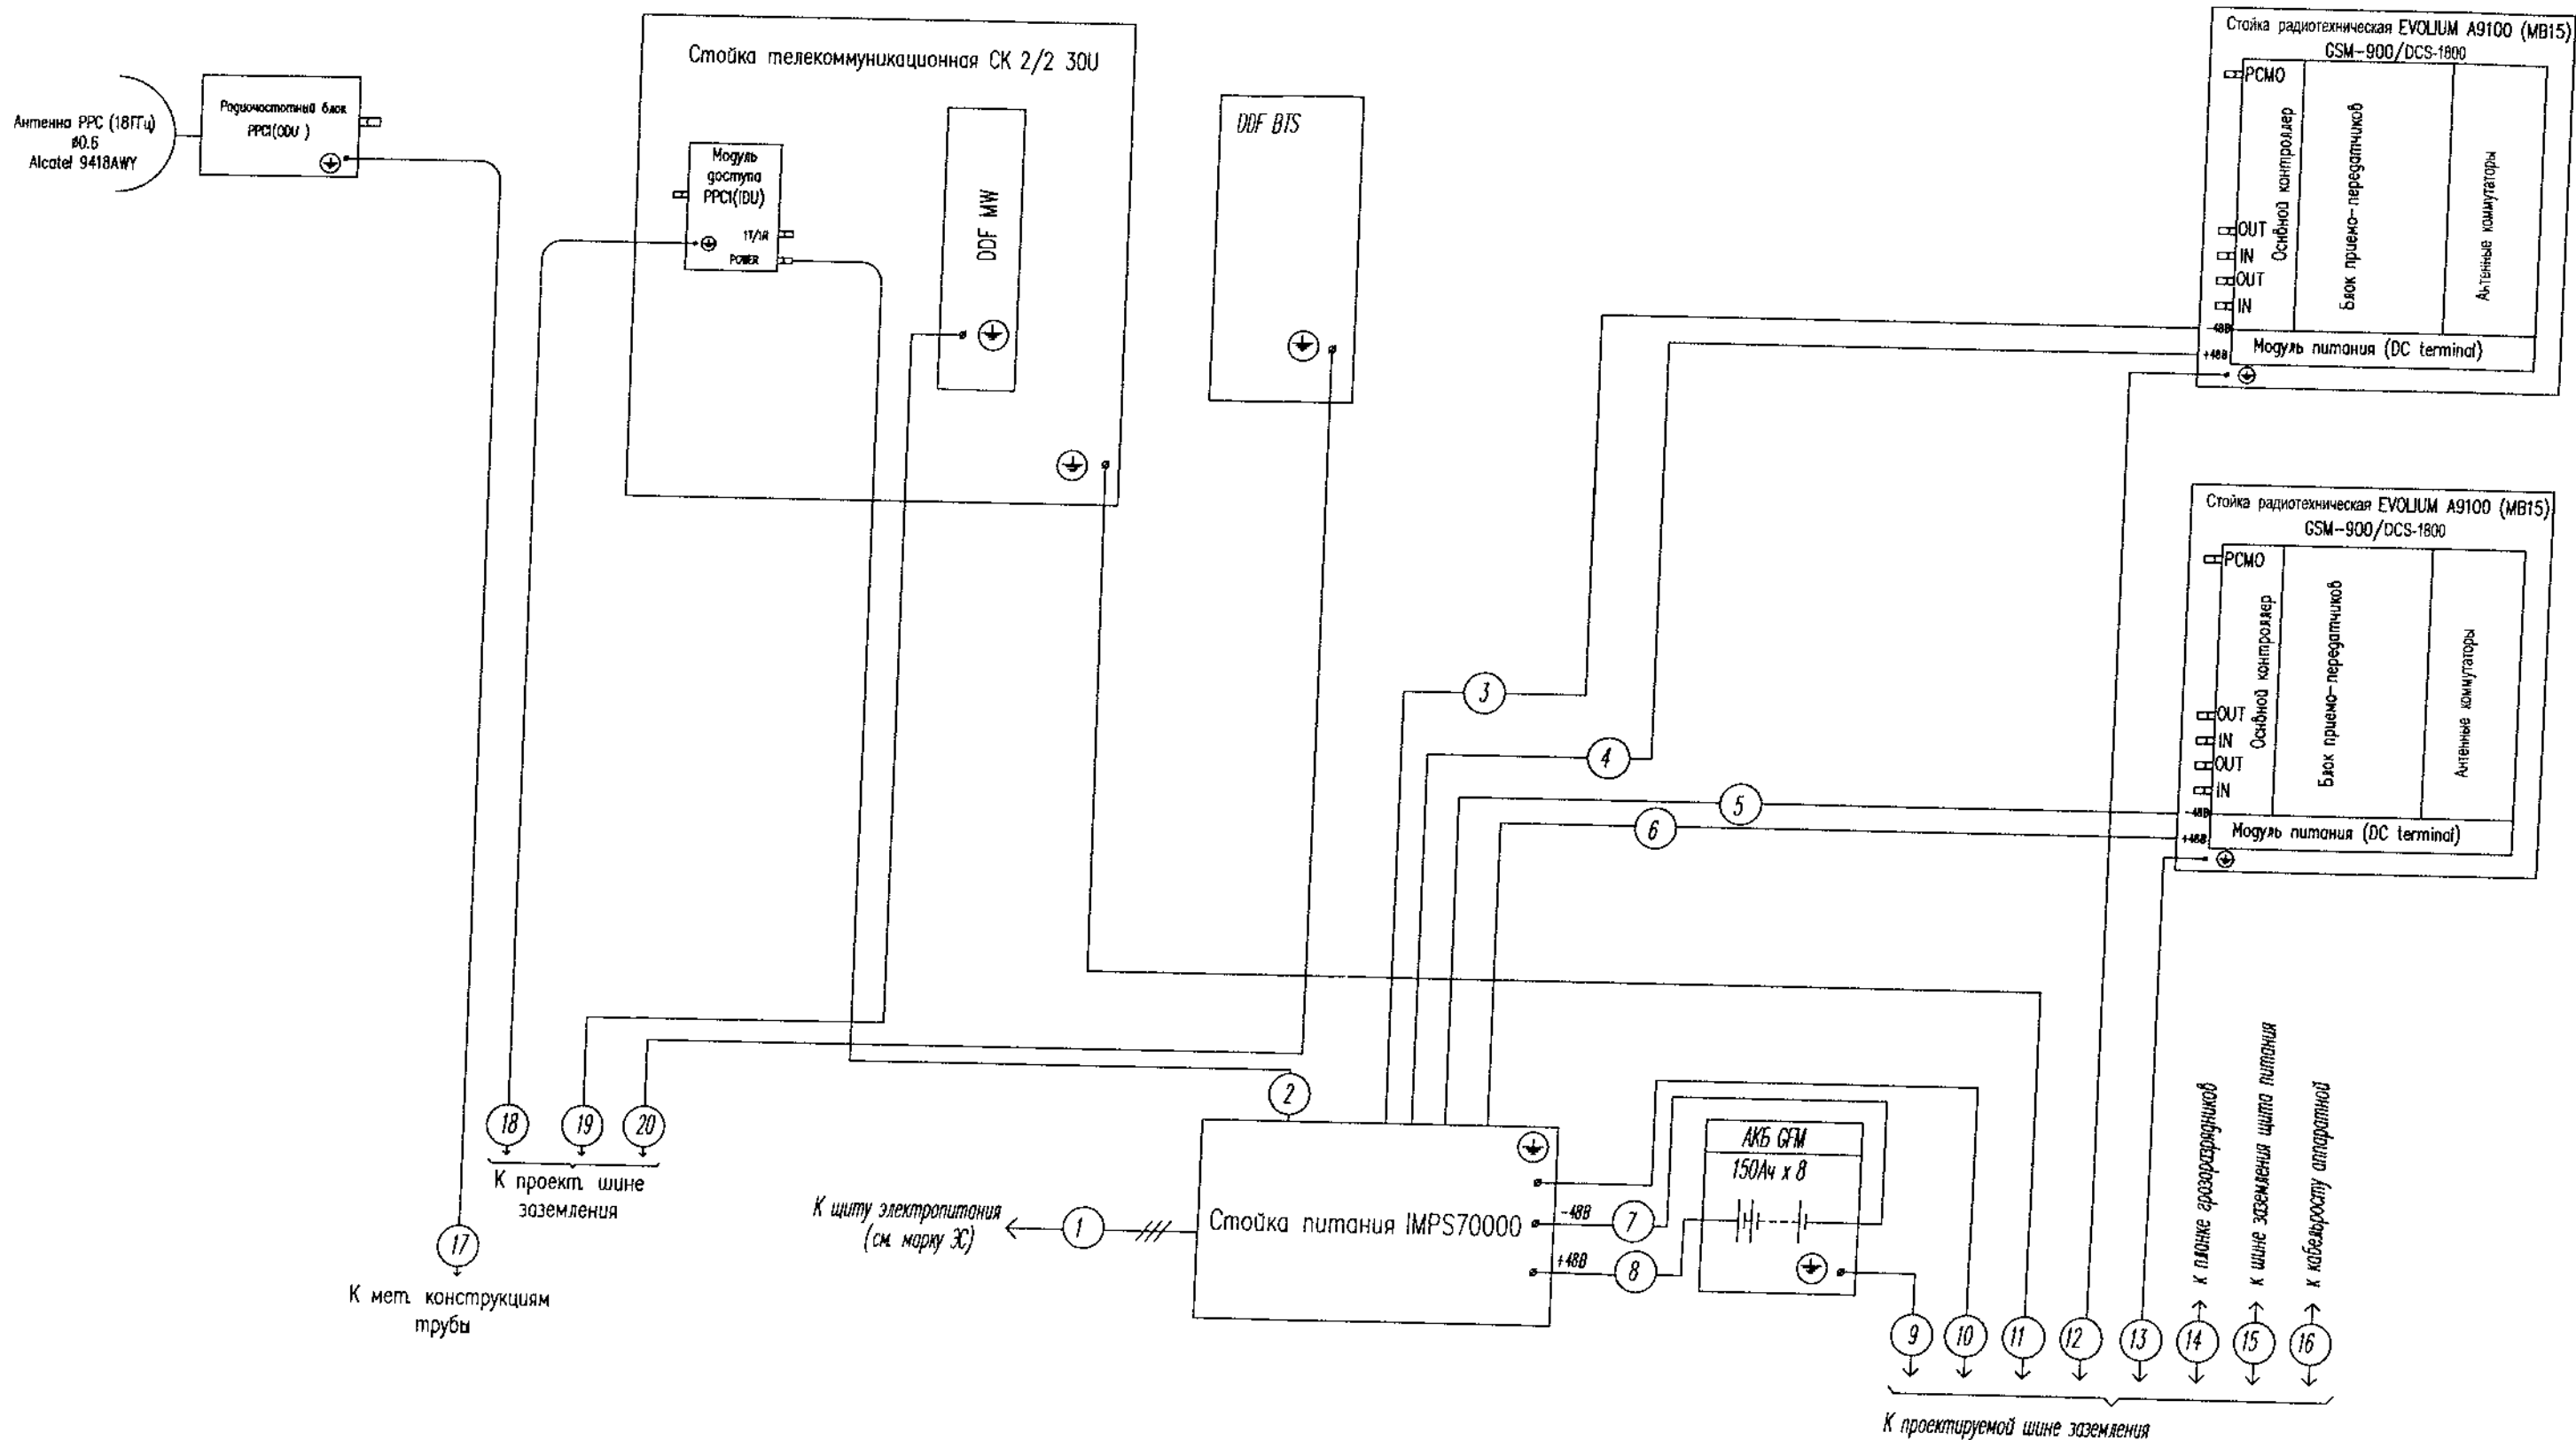 Антенна РРС (18ГГц)
ø0.6
Alcatel 9418AWY
Радиочастотный блок
РРС1(ODU )
Стойка телекоммуникационная СК 2/2 30U
Модуль
доступа
РРС1(IDU)
1T/1R
POWER
DDF MW
DDF BTS
Стойка радиотехническая EVOLIUM A9100 (MB15)
GSM-900/DCS-1800
PCMO
OUT
IN
OUT
IN
Основной контроллер
Блок приемо-передатчиков
Антенные коммутаторы
-48В
+48В
Модуль питания (DC terminal)
Стойка радиотехническая EVOLIUM A9100 (MB15)
GSM-900/DCS-1800
PCMO
OUT
IN
OUT
IN
Основной контроллер
Блок приемо-передатчиков
Антенные коммутаторы
-48В
+48В
Модуль питания (DC terminal)
3
4
5
6
2
18
19
20
К проект. шине
заземления
17
К мет. конструкциям
трубы
К щиту электропитания
(см. марку ЭС)
1
Стойка питания IMPS70000
-48В
7
+48В
8
АКБ GFM
150Ач x 8
9
10
11
12
13
14
15
16
к планке грозоразрядников
к шине заземления щита питания
к кабельросту аппаратной
К проектируемой шине заземления